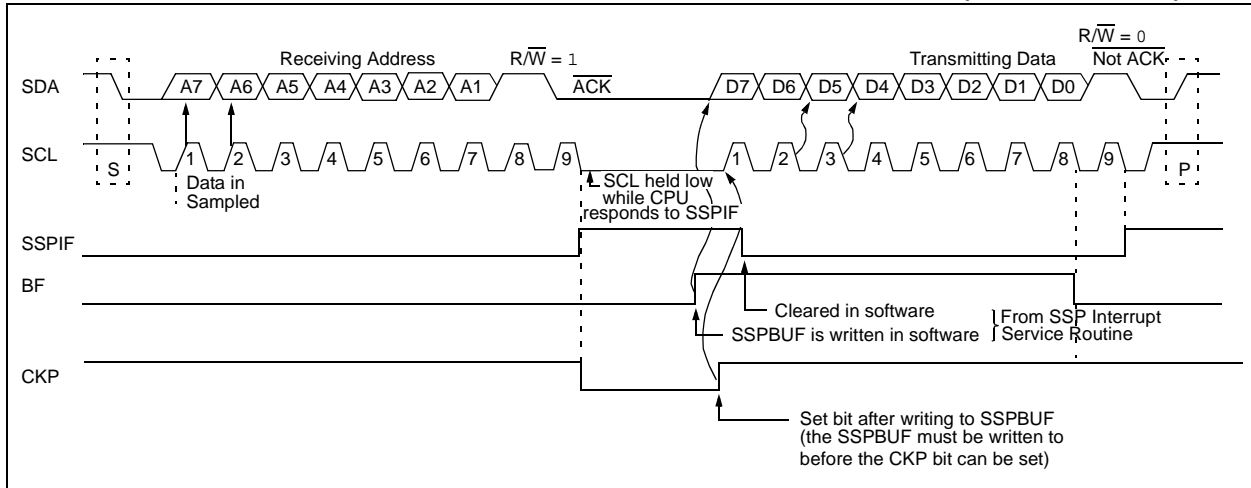 R/W = 0
Receiving Address R/W = 1 Transmitting Data Not ACK
SDA A7 A6 A5 A4 A3 A2 A1 ACK D7 D6 D5 D4 D3 D2 D1 D0
SCL 1 2 3 4 5 6 7 8 9 1 2 3 4 5 6 7 8 9
S P
Data in
Sampled
SCL held low
while CPU
responds to SSPIF
SSPIF
BF
Cleared in software
SSPBUF is written in software
From SSP Interrupt
Service Routine
CKP
Set bit after writing to SSPBUF
(the SSPBUF must be written to
before the CKP bit can be set)